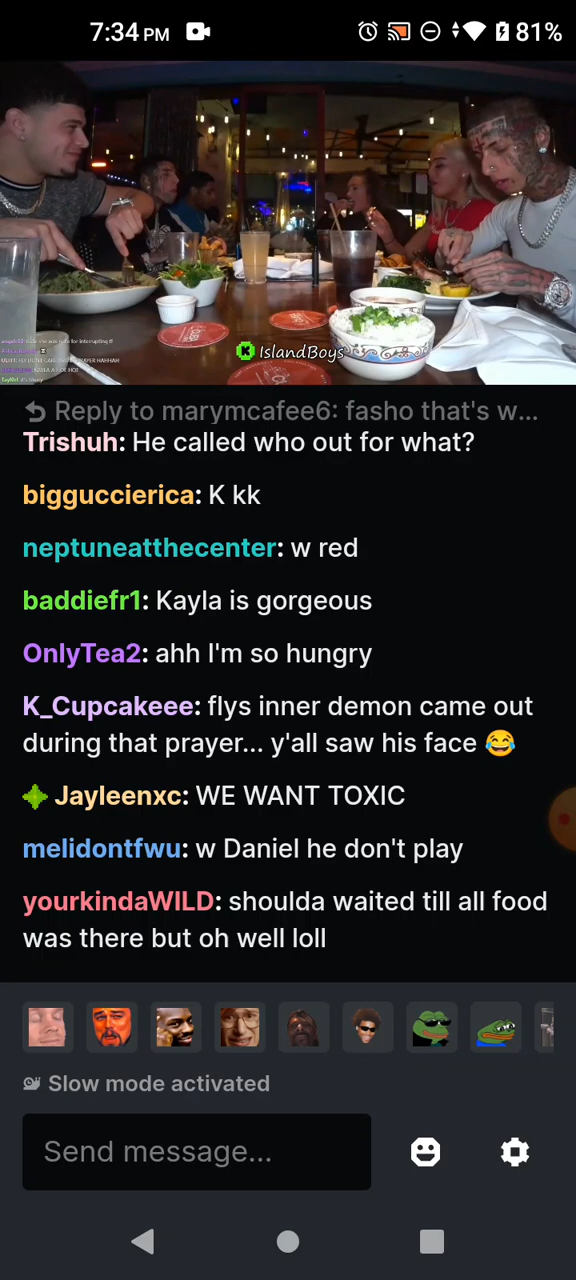 7:34 PM
81%
IslandBoys
Reply to marymcafee6: fasho that's w...
Trishuh: He called who out for what?
bigguccierica: K kk
neptuneatthecenter: w red
baddiefr1: Kayla is gorgeous
OnlyTea2: ahh I'm so hungry
K_Cupcakeee: flys inner demon came out
during that prayer... y'all saw his face 😂
Jayleenxc: WE WANT TOXIC
melidontfwu: w Daniel he don't play
yourkindaWILD: shoulda waited till all food
was there but oh well loll
Slow mode activated
Send message...